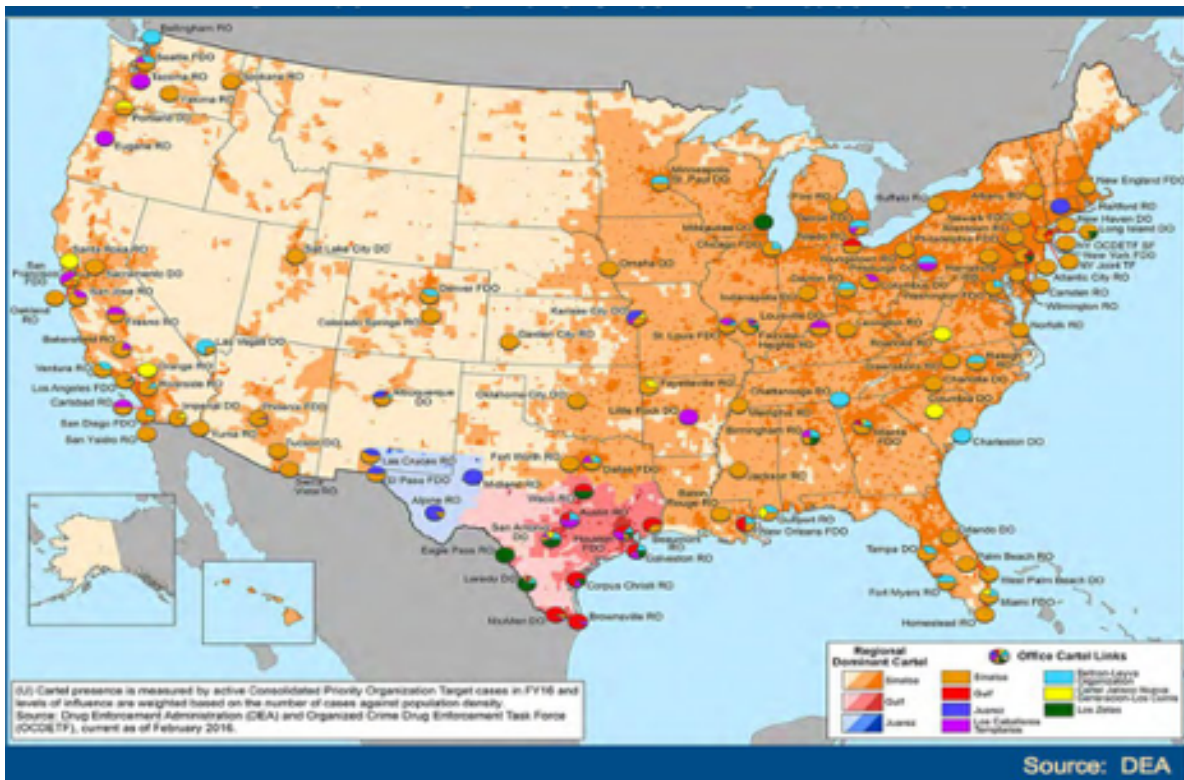 Bellingham RO
Seattle FDO
Tacoma RO
Spokane RO
Yakima RO
Portland DO
Eugene RO
Minneapolis
St. Paul DO
Milwaukee DO
Chicago FDO
Detroit FDO
Toledo RO
Buffalo RO
Albany RO
New England FDO
Hartford RO
New Haven DO
Long Island DO
NY OCDETF SF
New York FDO
NY Joint TF
Atlantic City RO
Camden RO
Wilmington RO
Norfolk RO
Newark FDO
Philadelphia FDO
Youngstown RO
Pittsburgh DO
Columbus DO
Washington FDO
Dayton RO
Indianapolis DO
Louisville DO
Lexington RO
Roanoke RO
Greensboro RO
Raleigh
Charlotte DO
Columbia DO
Charleston DO
Santa Rosa RO
San
Francisco
FDO
Sacramento DO
San Jose RO
Oakland
RO
Fresno RO
Bakersfield RO
Ventura RO
Los Angeles FDO
Orange RO
Riverside RO
Carlsbad RO
San Diego FDO
San Ysidro RO
Imperial DO
Yuma RO
Las Vegas DO
Salt Lake City DO
Denver FDO
Colorado Springs RO
Omaha DO
Kansas City DO
Garden City RO
St. Louis FDO
Fairview
Heights RO
Phoenix FDO
Tucson DO
Sierra
Vista RO
Albuquerque
DO
Las Cruces RO
El Paso FDO
Alpine RO
Midland RO
Oklahoma City DO
Fayetteville RO
Little Rock DO
Memphis RO
Chattanooga RO
Birmingham RO
Atlanta
FDO
Fort Worth RO
Dallas FDO
Waco RO
Austin RO
San Antonio
DO
Houston
FDO
Beaumont
RO
Galveston RO
Eagle Pass RO
Laredo DO
Corpus Christi RO
McAllen DO
Brownsville RO
Baton
Rouge RO
Jackson RO
Gulfport RO
New Orleans FDO
Orlando DO
Tampa DO
Palm Beach RO
West Palm Beach DO
Fort Myers RO
Miami FDO
Homestead RO
Regional
Dominant Cartel
Sinaloa
Gulf
Juarez
Office Cartel Links
Sinaloa
Gulf
Juarez
Los Caballeros
Templarios
Beltran-Leyva
Organization
Cartel Jalisco Nueva
Generacion-Los Cuinis
Los Zetas
(U) Cartel presence is measured by active Consolidated Priority Organization Target cases in FY16 and
levels of influence are weighted based on the number of cases against population density.
Source: Drug Enforcement Administration (DEA) and Organized Crime Drug Enforcement Task Force
(OCDETF), current as of February 2016.
Source: DEA